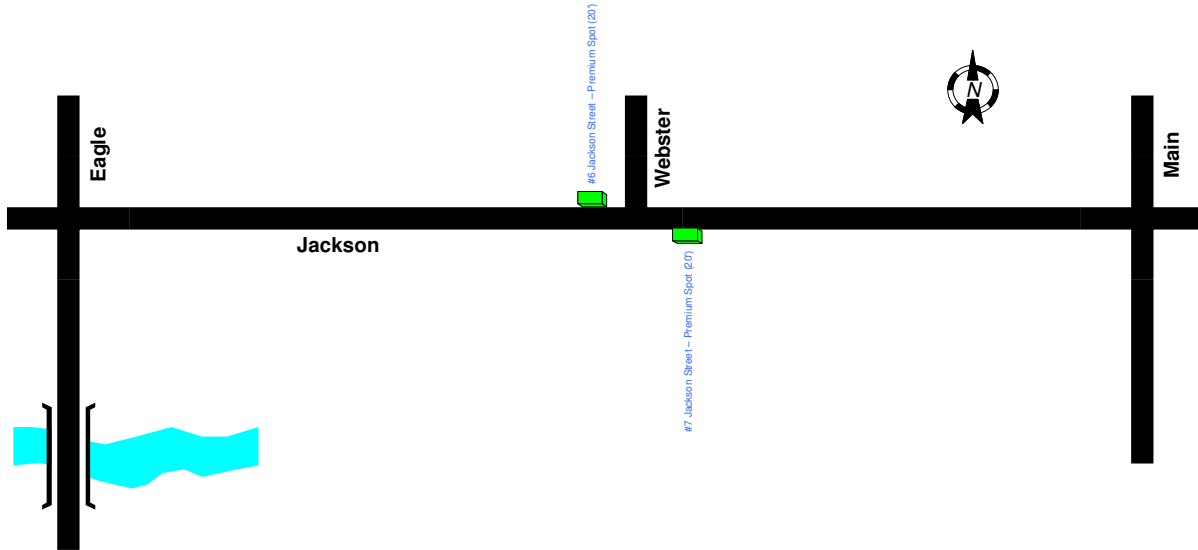 #6 Jackson Street – Premium Spot (20')
N
Eagle
Webster
Main
Jackson
#7 Jackson Street – Premium Spot (20')